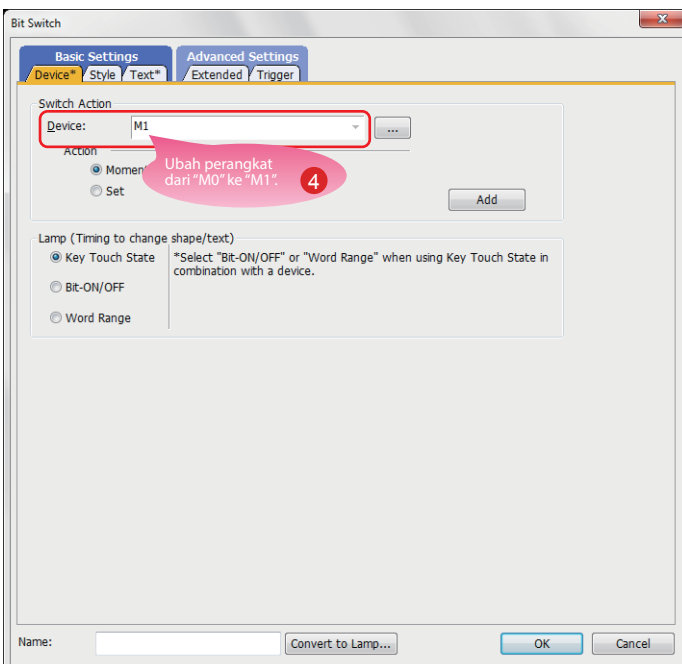 Bit Switch
Basic Settings
Advanced Settings
Device* Style Text* Extended Trigger
Switch Action
Device: M1 ...
Action
Ubah perangkat
dari “M0” ke “M1”.
4
Set
Add
Lamp (Timing to change shape/text)
Key Touch State
*Select "Bit-ON/OFF" or "Word Range" when using Key Touch State in
combination with a device.
Bit-ON/OFF
Word Range
Name: Convert to Lamp... OK Cancel